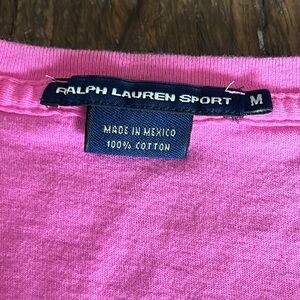 RALPH LAUREN SPORT M
MADE IN MEXICO
100% COTTON